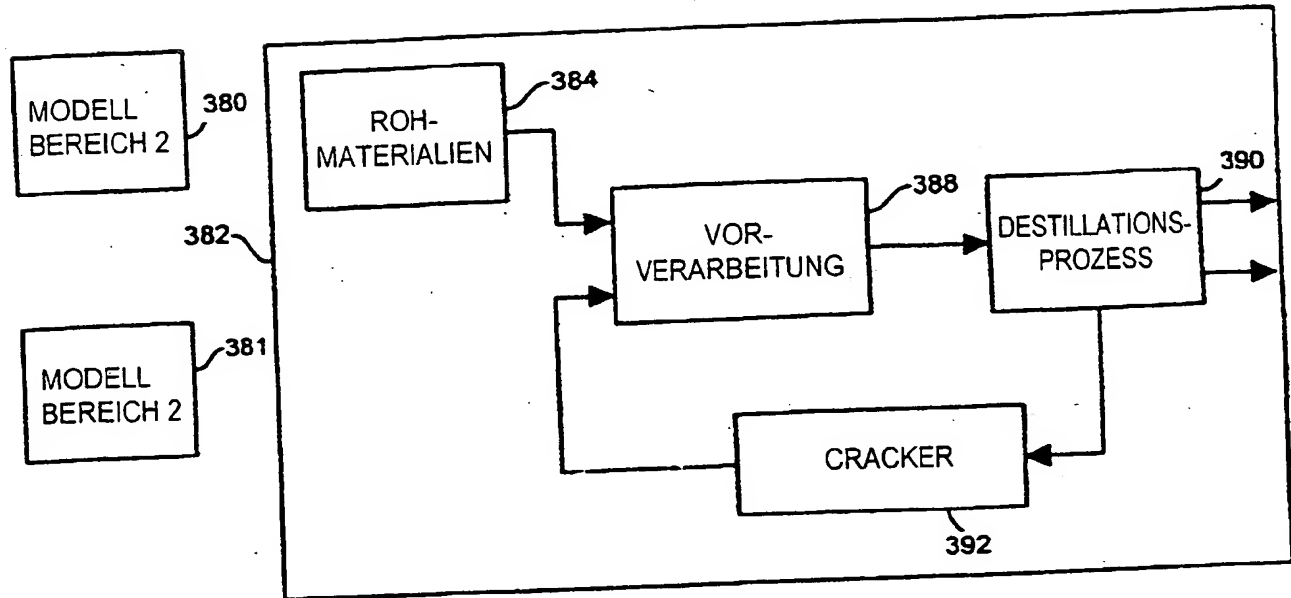 MODELL
BEREICH 2
380
382
MODELL
BEREICH 2
381
ROH-
MATERIALIEN
384
VOR-
VERARBEITUNG
388
DESTILLATIONS-
PROZESS
390
CRACKER
392